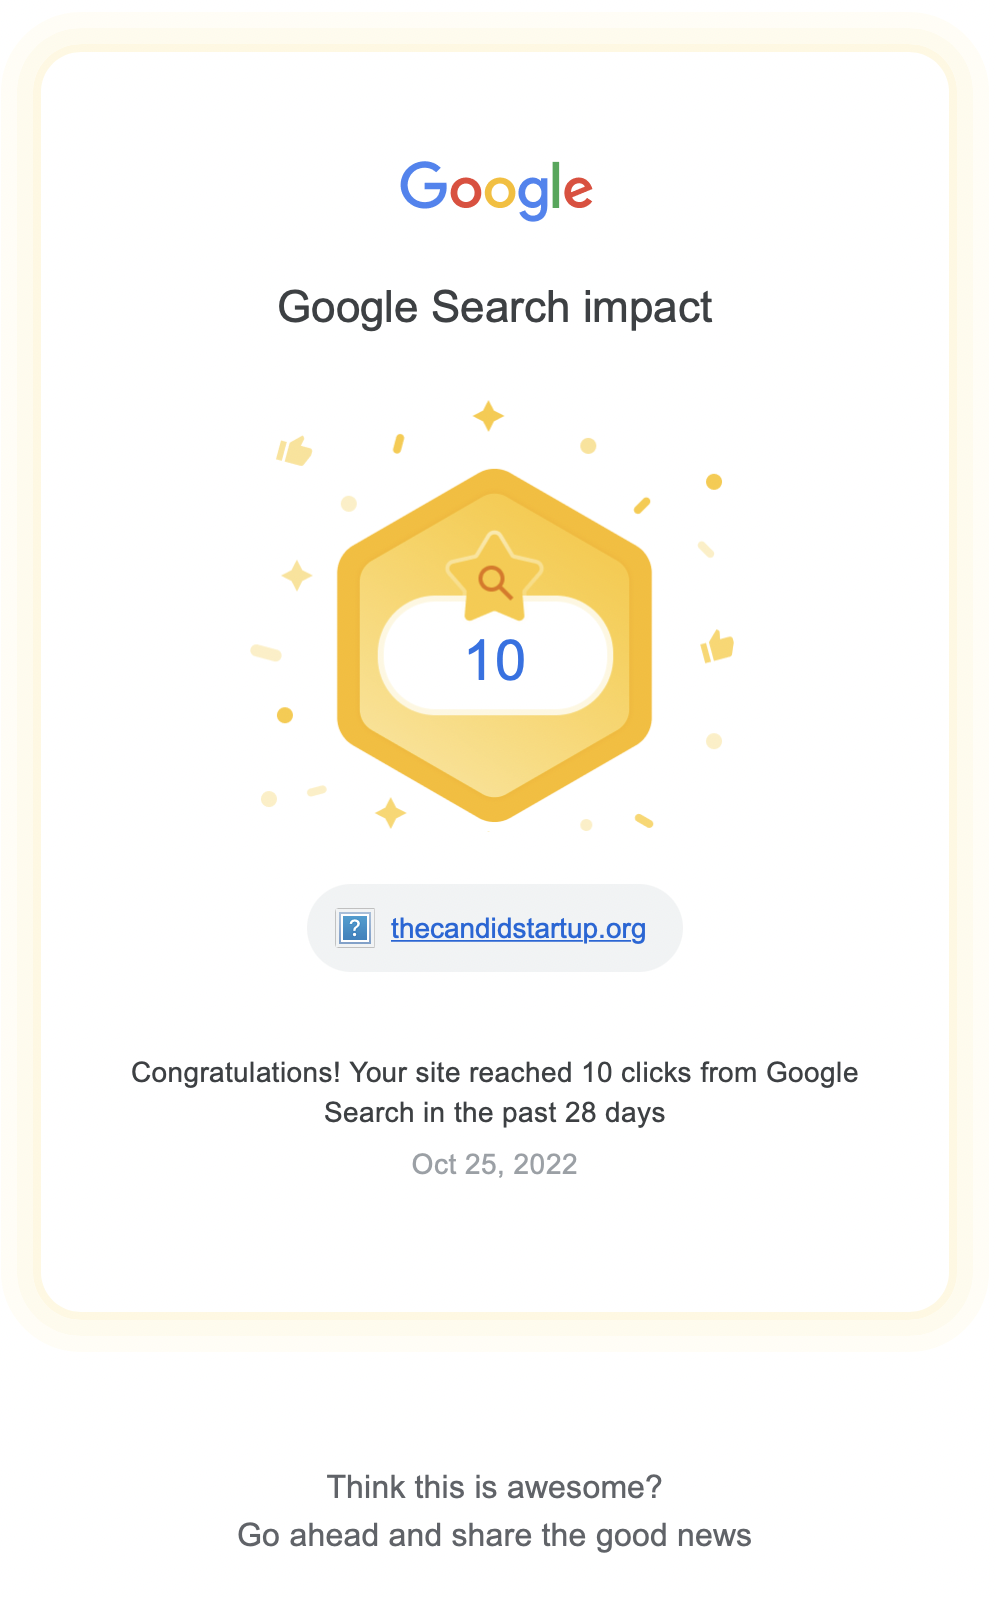 Google
Google Search impact
10
?
thecandidstartup.org
Congratulations! Your site reached 10 clicks from Google
Search in the past 28 days
Oct 25, 2022
Think this is awesome?
Go ahead and share the good news